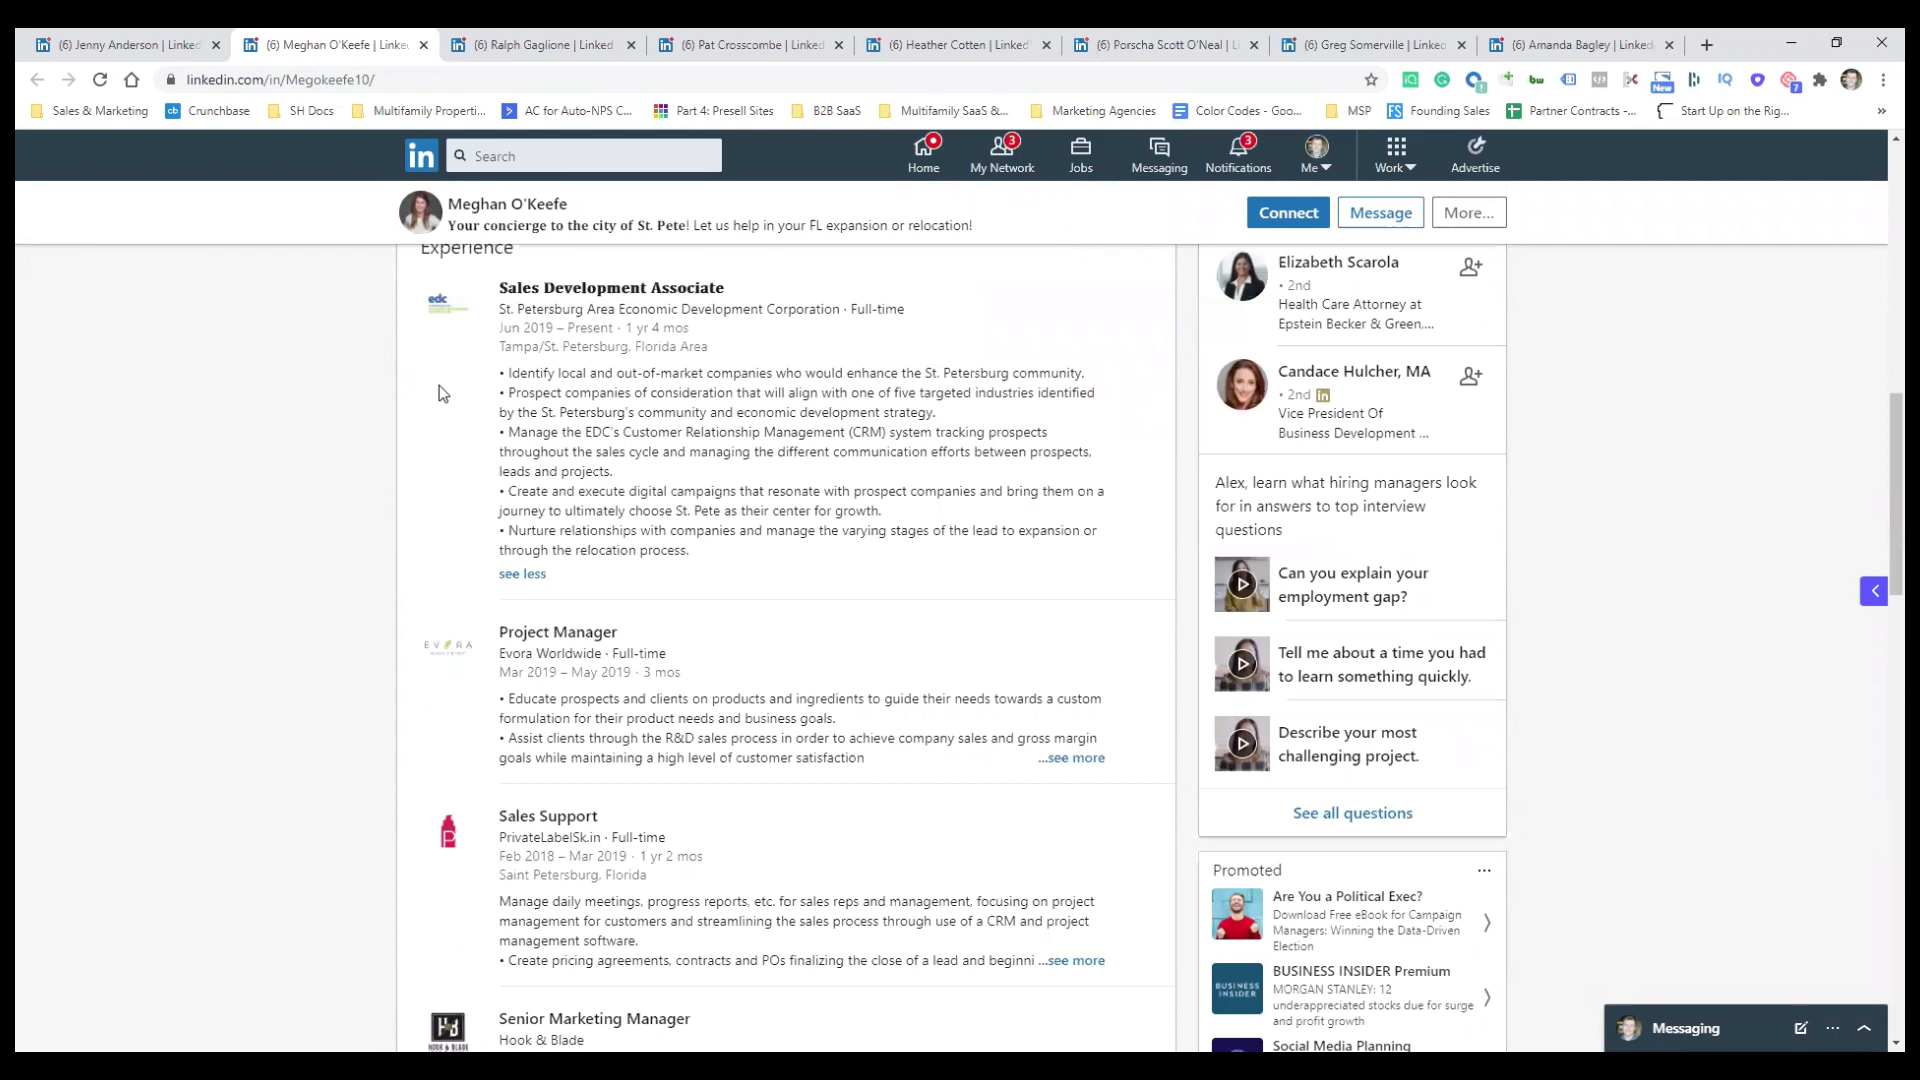 (6) Jenny Anderson | Linked
(6) Meghan O'Keefe | Linke
(6) Ralph Gaglione | Linked
(6) Pat Crosscombe | Linked
(6) Heather Cotten | Linked
(6) Porscha Scott O'Neal | L
(6) Greg Somerville | Linked
(6) Amanda Bagley | Linked
linkedin.com/in/Megokeefe10/
New
bw
IQ
7
Sales & Marketing
cb Crunchbase
SH Docs
Multifamily Properti...
AC for Auto-NPS C...
Part 4: Presell Sites
B2B SaaS
Multifamily SaaS &...
Marketing Agencies
Color Codes - Goo...
MSP
FS Founding Sales
Partner Contracts -...
Start Up on the Rig...
»
in
Search
Home
3
My Network
Jobs
Messaging
3
Notifications
Me
Work
Advertise
Meghan O'Keefe
Your concierge to the city of St. Pete! Let us help in your FL expansion or relocation!
Connect
Message
More...
Experience
edc
Sales Development Associate
St. Petersburg Area Economic Development Corporation · Full-time
Jun 2019 – Present · 1 yr 4 mos
Tampa/St. Petersburg, Florida Area
• Identify local and out-of-market companies who would enhance the St. Petersburg community.
• Prospect companies of consideration that will align with one of five targeted industries identified
by the St. Petersburg's community and economic development strategy.
• Manage the EDC's Customer Relationship Management (CRM) system tracking prospects
throughout the sales cycle and managing the different communication efforts between prospects,
leads and projects.
• Create and execute digital campaigns that resonate with prospect companies and bring them on a
journey to ultimately choose St. Pete as their center for growth.
• Nurture relationships with companies and manage the varying stages of the lead to expansion or
through the relocation process.
see less
EVORA
Project Manager
Evora Worldwide · Full-time
Mar 2019 – May 2019 · 3 mos
• Educate prospects and clients on products and ingredients to guide their needs towards a custom
formulation for their product needs and business goals.
• Assist clients through the R&D sales process in order to achieve company sales and gross margin
goals while maintaining a high level of customer satisfaction
...see more
P
Sales Support
PrivateLabelSk.in · Full-time
Feb 2018 – Mar 2019 · 1 yr 2 mos
Saint Petersburg, Florida
Manage daily meetings, progress reports, etc. for sales reps and management, focusing on project
management for customers and streamlining the sales process through use of a CRM and project
management software.
• Create pricing agreements, contracts and POs finalizing the close of a lead and beginni ...see more
HOOK & BLADE
Senior Marketing Manager
Hook & Blade
Elizabeth Scarola
• 2nd
Health Care Attorney at
Epstein Becker & Green,...
Candace Hulcher, MA
• 2nd in
Vice President Of
Business Development ...
Alex, learn what hiring managers look
for in answers to top interview
questions
Can you explain your
employment gap?
Tell me about a time you had
to learn something quickly.
Describe your most
challenging project.
See all questions
Promoted
...
Are You a Political Exec?
Download Free eBook for Campaign
Managers: Winning the Data-Driven
Election
BUSINESS
INSIDER
BUSINESS INSIDER Premium
MORGAN STANLEY: 12
underappreciated stocks due for surge
and profit growth
Social Media Planning
Messaging